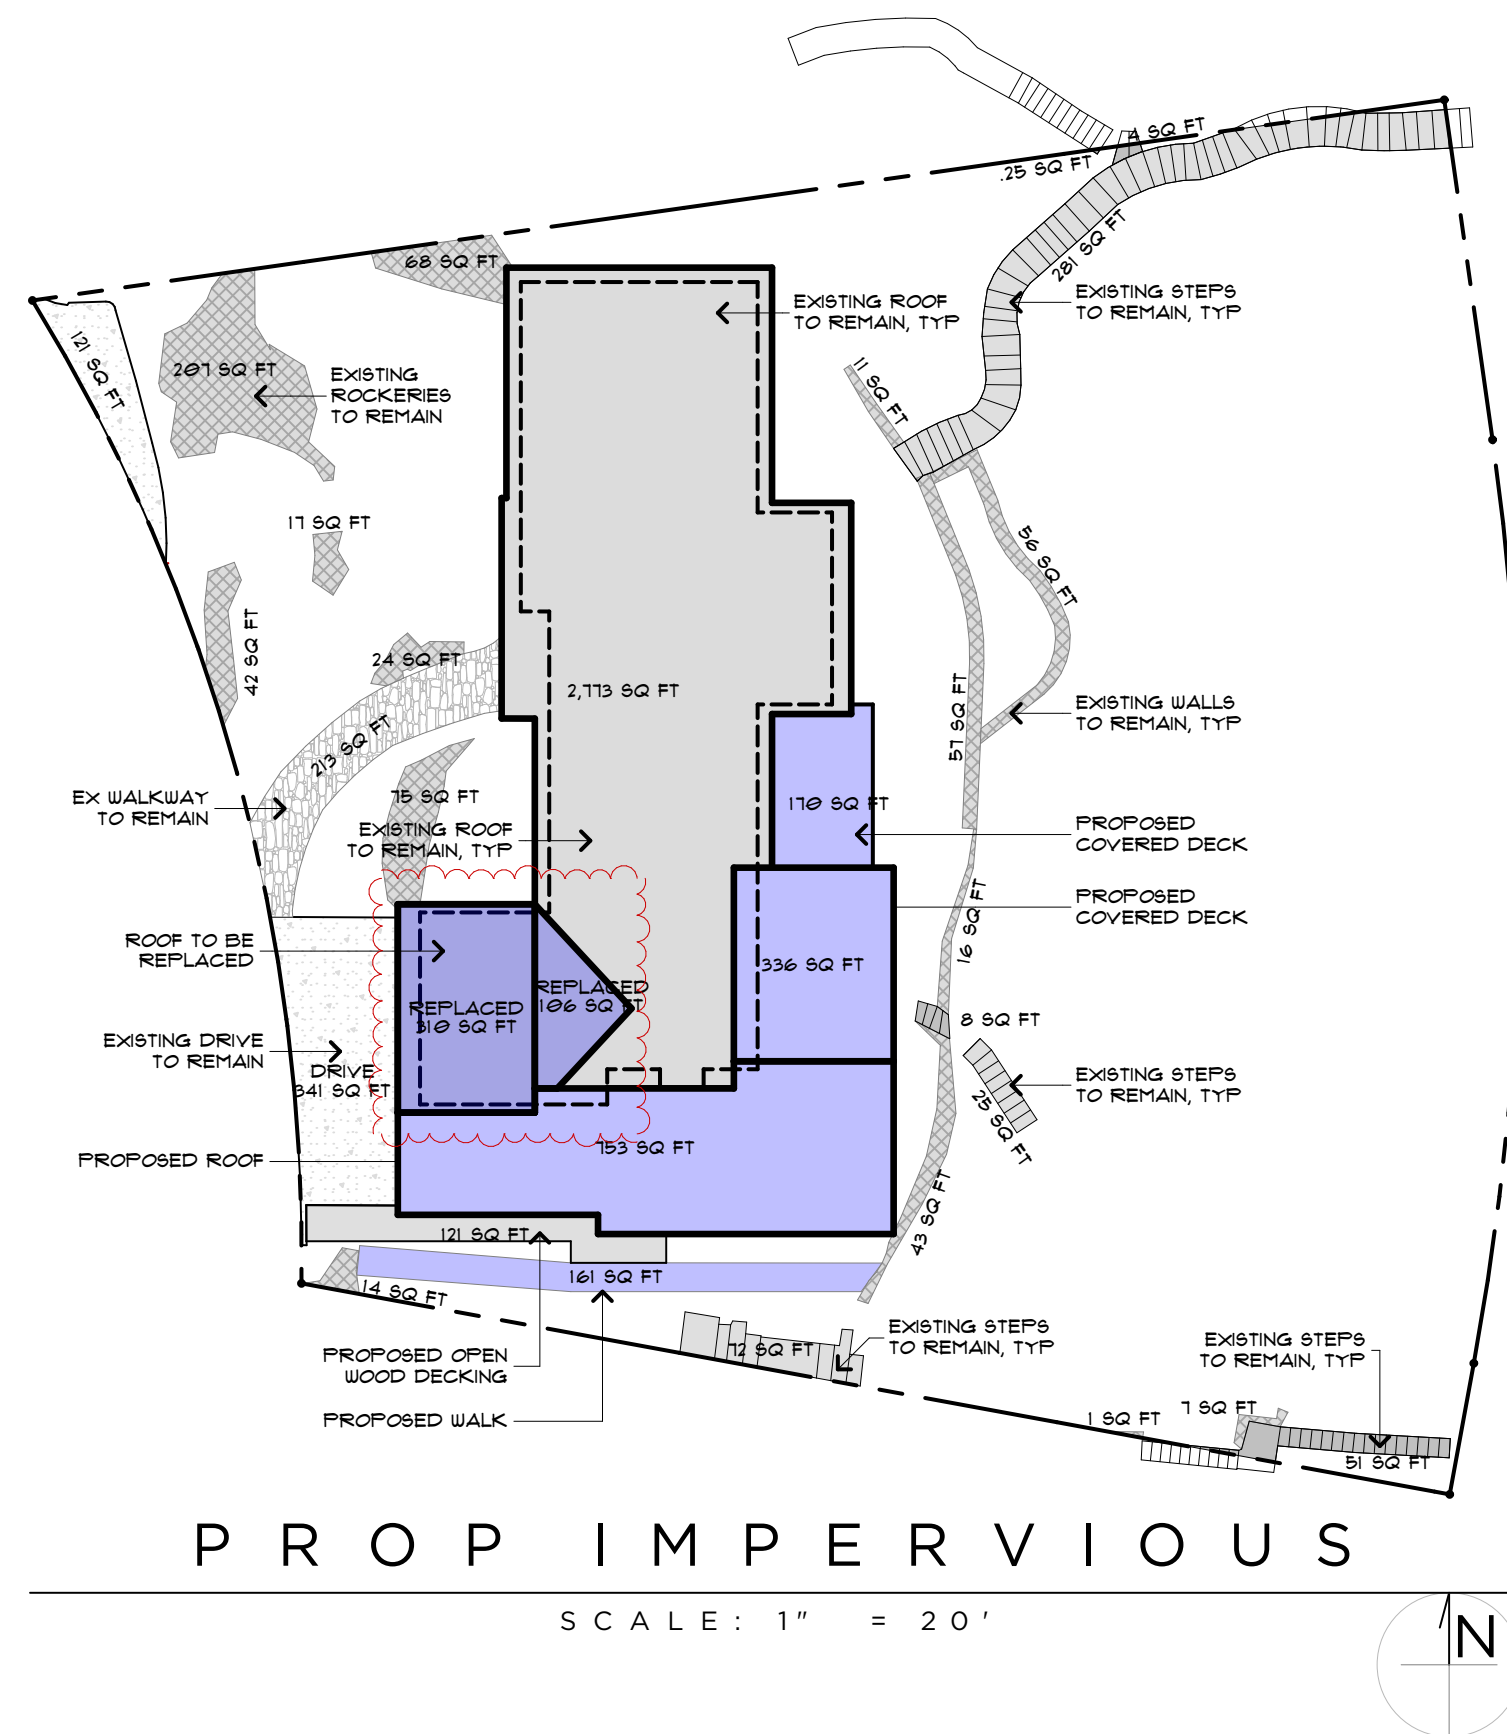 4 SQ FT
.25 SQ FT
281 SQ FT
EXISTING STEPS
TO REMAIN, TYP
68 SQ FT
EXISTING ROOF
TO REMAIN, TYP
121 SQ FT
207 SQ FT
EXISTING
ROCKERIES
TO REMAIN
11 SQ FT
17 SQ FT
56 SQ FT
42 SQ FT
24 SQ FT
2,773 SQ FT
57 SQ FT
EXISTING WALLS
TO REMAIN, TYP
213 SQ FT
EX WALKWAY
TO REMAIN
75 SQ FT
170 SQ FT
EXISTING ROOF
TO REMAIN, TYP
PROPOSED
COVERED DECK
PROPOSED
COVERED DECK
16 SQ FT
ROOF TO BE
REPLACED
336 SQ FT
REPLACED
106 SQ FT
REPLACED
310 SQ FT
8 SQ FT
EXISTING DRIVE
TO REMAIN
DRIVE
341 SQ FT
EXISTING STEPS
TO REMAIN, TYP
25 SQ FT
753 SQ FT
PROPOSED ROOF
43 SQ FT
121 SQ FT
161 SQ FT
14 SQ FT
EXISTING STEPS
TO REMAIN, TYP
72 SQ FT
EXISTING STEPS
TO REMAIN, TYP
PROPOSED OPEN
WOOD DECKING
PROPOSED WALK
1 SQ FT
7 SQ FT
51 SQ FT
PROP IMPERVIOUS
SCALE: 1" = 20'
N